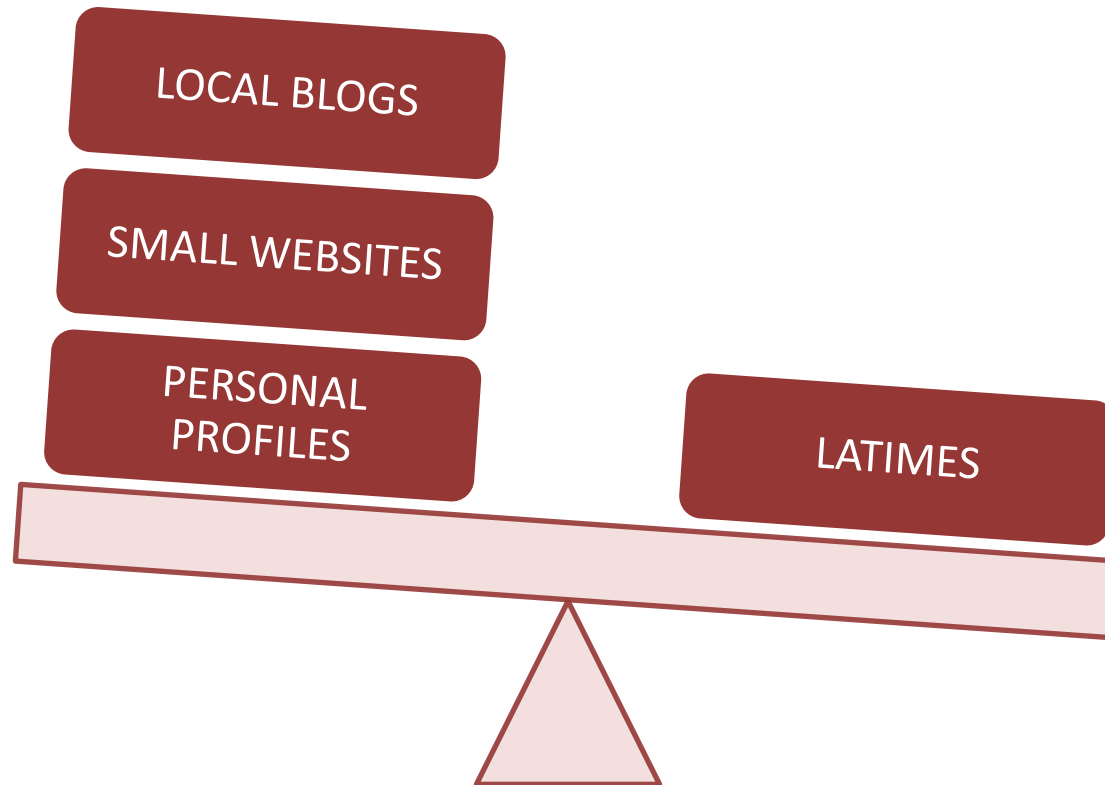 LOCAL BLOGS
SMALL WEBSITES
PERSONAL
PROFILES
LATIMES